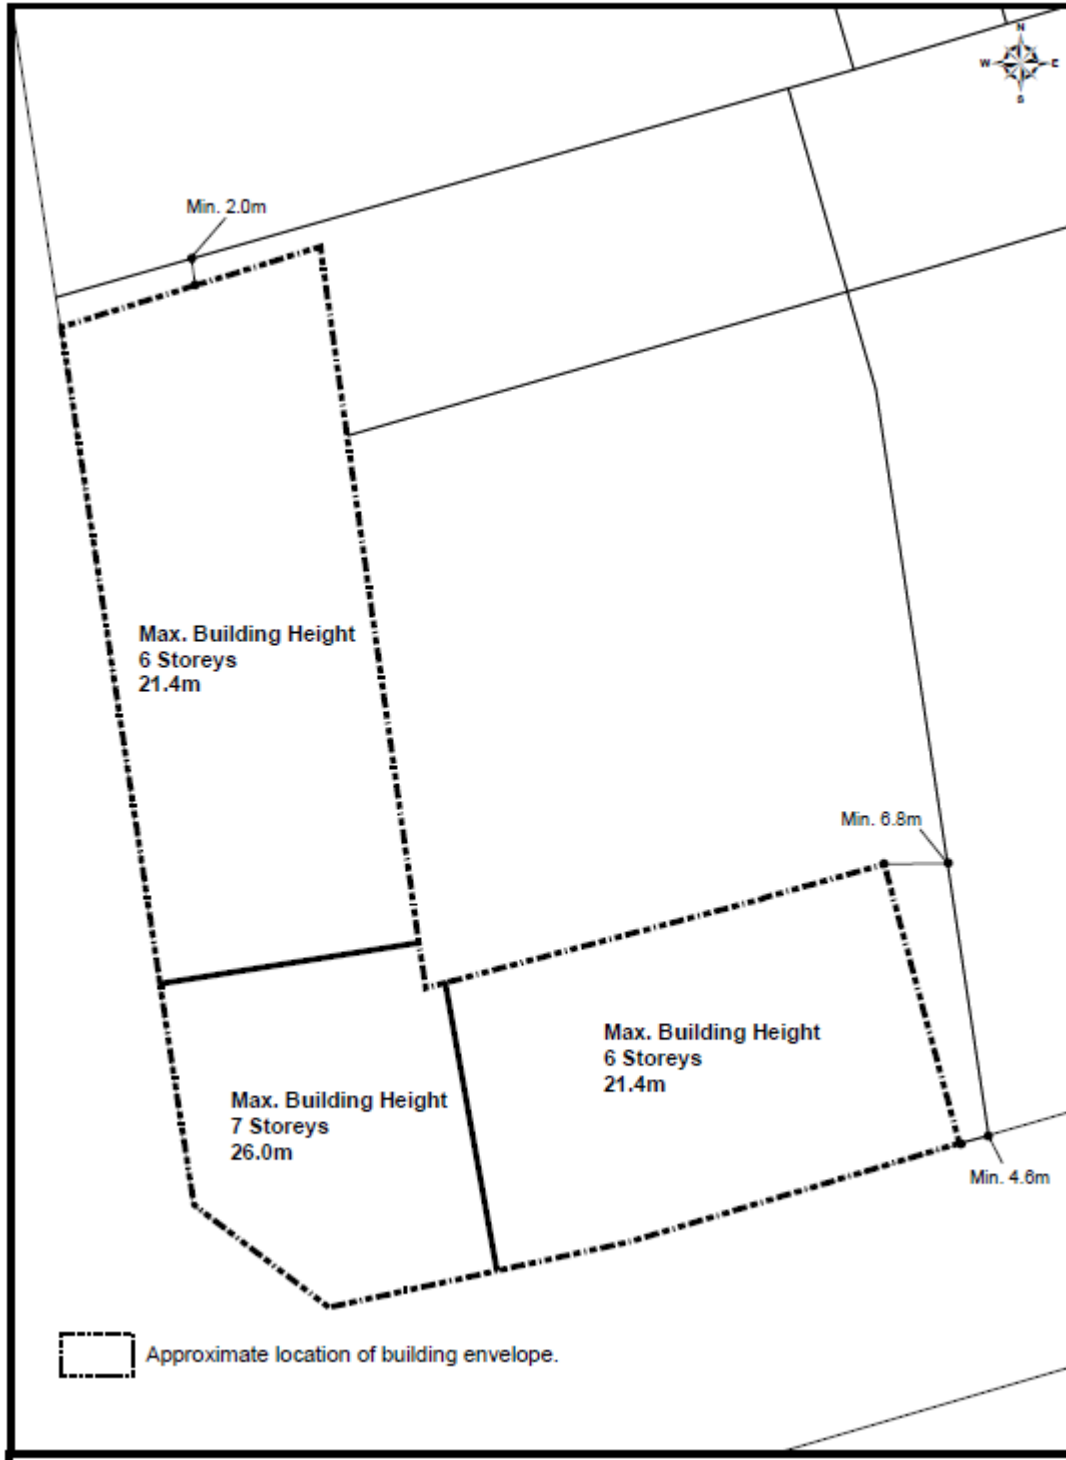 N
W E
S
Min. 2.0m
Max. Building Height
6 Storeys
21.4m
Min. 6.8m
Max. Building Height
6 Storeys
21.4m
Max. Building Height
7 Storeys
26.0m
Min. 4.6m
Approximate location of building envelope.